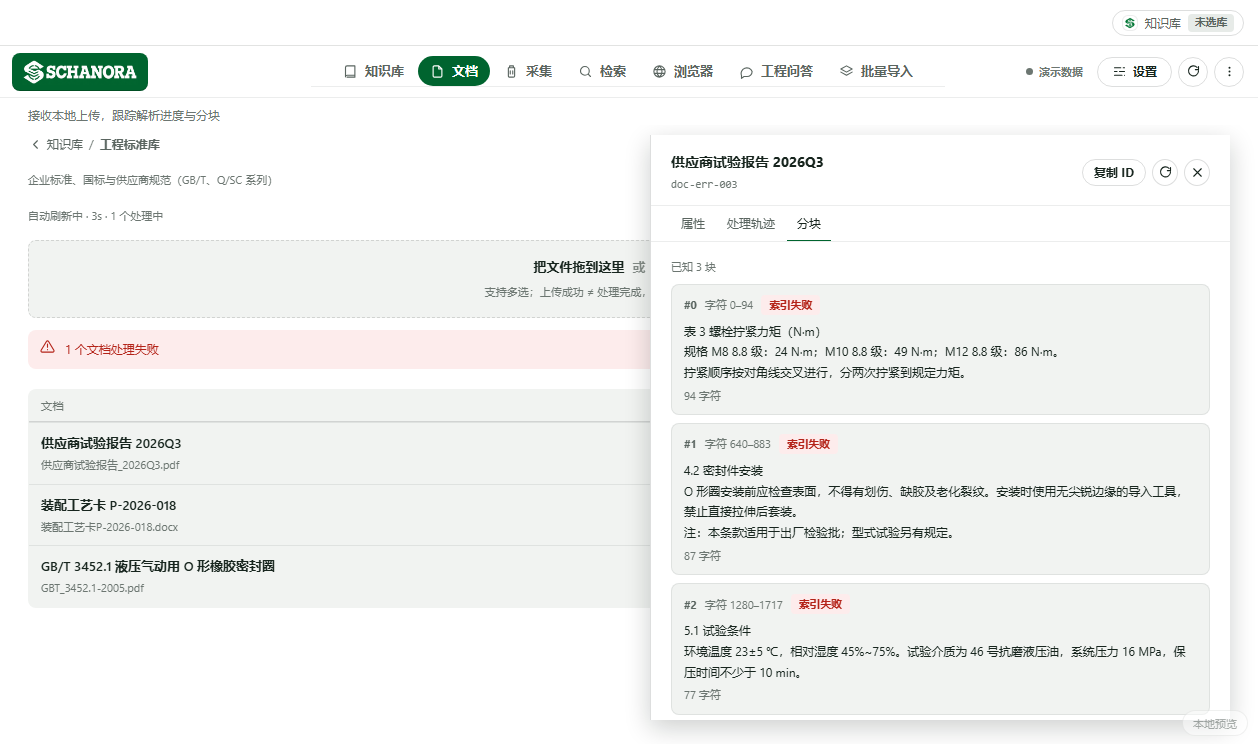 知识库 未选库
SCHANORA
知识库 文档 采集 检索 浏览器 工程问答 批量导入
演示数据 设置
接收本地上传，跟踪解析进度与分块
知识库 / 工程标准库
企业标准、国标与供应商规范（GB/T、Q/SC 系列）
自动刷新中 · 3s · 1 个处理中
把文件拖到这里 或
支持多选；上传成功 ≠ 处理完成，
1 个文档处理失败
文档
供应商试验报告 2026Q3
供应商试验报告_2026Q3.pdf
装配工艺卡 P-2026-018
装配工艺卡P-2026-018.docx
GB/T 3452.1 液压气动用 O 形橡胶密封圈
GBT_3452.1-2005.pdf
供应商试验报告 2026Q3
doc-err-003
复制 ID
属性 处理轨迹 分块
已知 3 块
#0 字符 0–94 索引失败
表 3 螺栓拧紧力矩（N·m）
规格 M8 8.8 级：24 N·m；M10 8.8 级：49 N·m；M12 8.8 级：86 N·m。
拧紧顺序按对角线交叉进行，分两次拧紧到规定力矩。
94 字符
#1 字符 640–883 索引失败
4.2 密封件安装
O 形圈安装前应检查表面，不得有划伤、缺胶及老化裂纹。安装时使用无尖锐边缘的导入工具，
禁止直接拉伸后套装。
注：本条款适用于出厂检验批；型式试验另有规定。
87 字符
#2 字符 1280–1717 索引失败
5.1 试验条件
环境温度 23±5 ℃，相对湿度 45%~75%。试验介质为 46 号抗磨液压油，系统压力 16 MPa，保
压时间不少于 10 min。
77 字符
本地预览